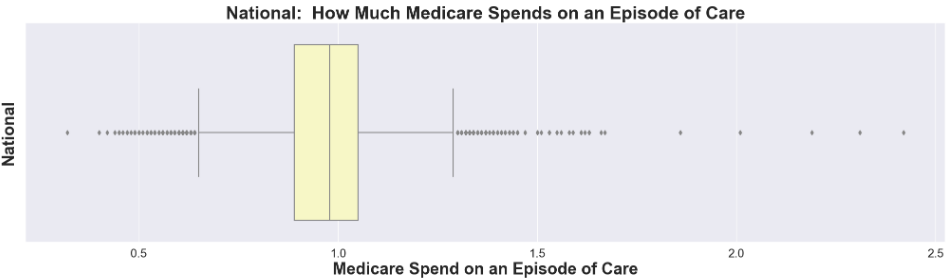 National:  How Much Medicare Spends on an Episode of Care
National
0.5 1.0 1.5 2.0 2.5
Medicare Spend on an Episode of Care